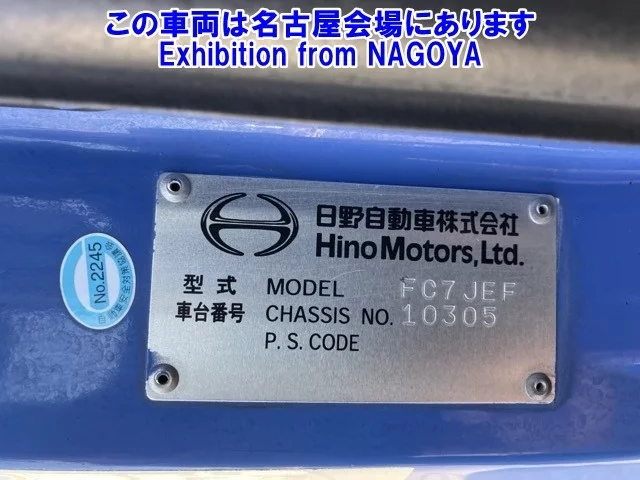 この車両は名古屋会場にあります
Exhibition from NAGOYA
日野自動車株式会社
Hino Motors, Ltd.
型式 MODEL FC7JEF
車台番号 CHASSIS NO. 10305
P. S. CODE
No.2245